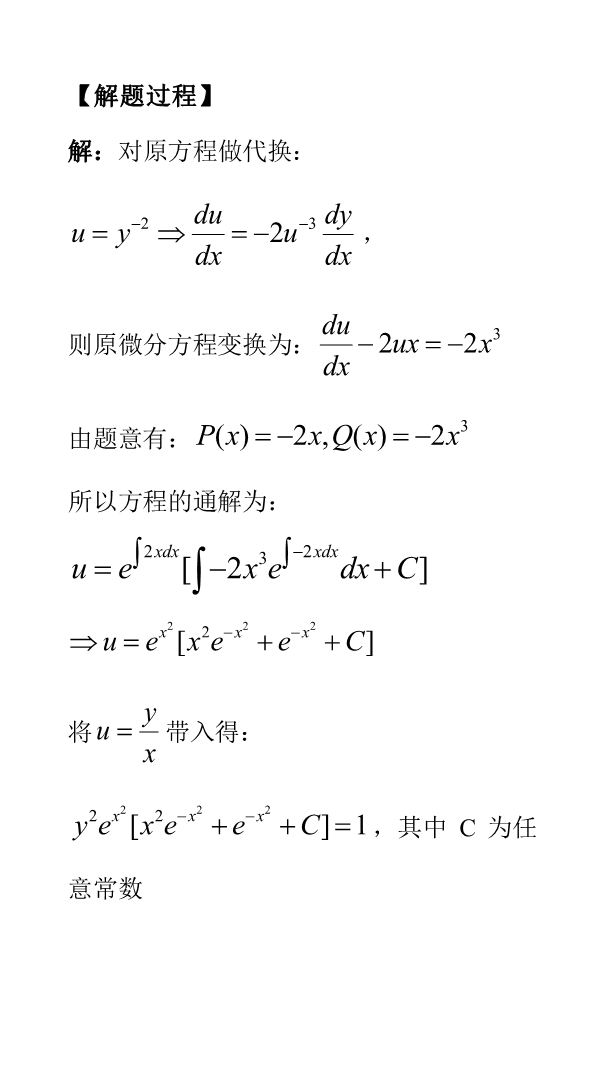 【解题过程】
解：对原方程做代换：
$u = y^{-2} \Rightarrow \frac{du}{dx} = -2u^{-3} \frac{dy}{dx}$，
则原微分方程变换为：$\frac{du}{dx} - 2ux = -2x^3$
由题意有：$P(x) = -2x, Q(x) = -2x^3$
所以方程的通解为：
$u = e^{\int 2xdx} [\int -2x^3 e^{\int -2xdx} dx + C]$
$\Rightarrow u = e^{x^2} [x^2 e^{-x^2} + e^{-x^2} + C]$
将$u = \frac{y}{x}$带入得：
$y^2 e^{x^2} [x^2 e^{-x^2} + e^{-x^2} + C] = 1$，其中 C 为任
意常数